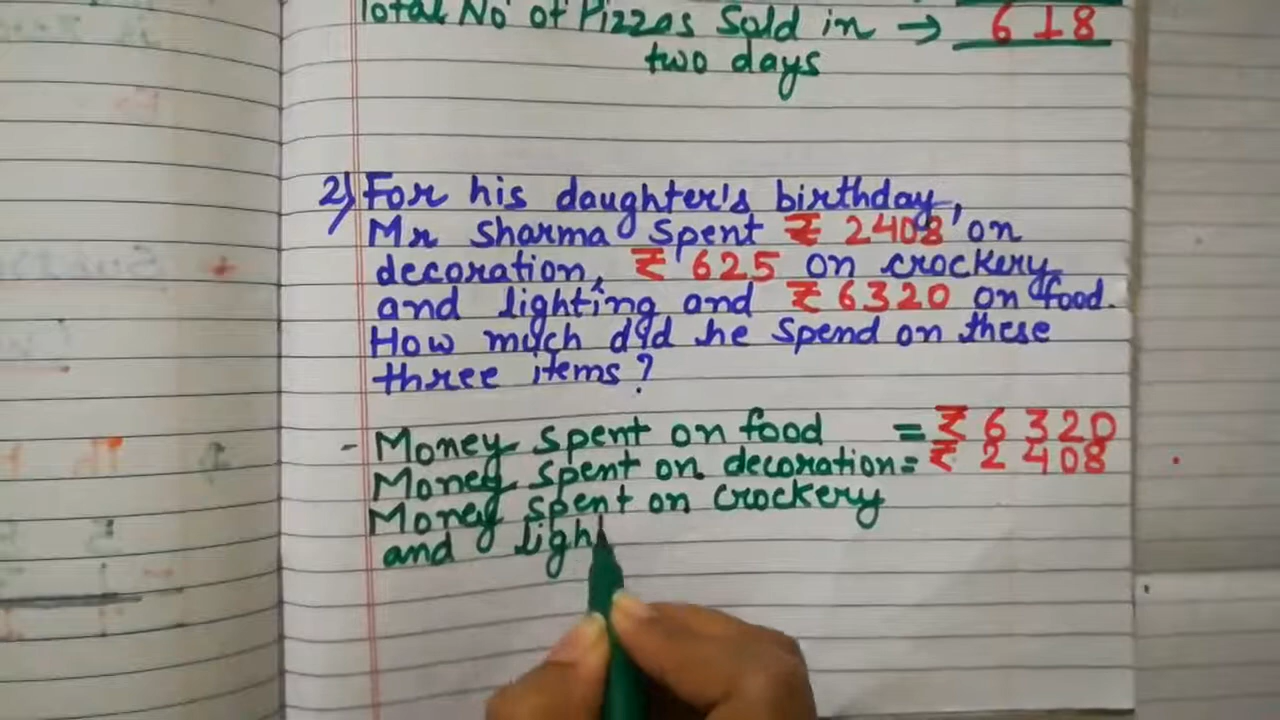 Total No of Pizzas Sold in → 618
two days
2) For his daughter's birthday,
Mr Sharma Spent ₹ 2408 on
decoration, ₹ 625 on crockery
and lighting and ₹ 6320 on food.
How much did he spend on these
three items?
- Money spent on food = ₹ 6320
Money spent on decoration = ₹ 2408
Money spent on crockery
and ligh